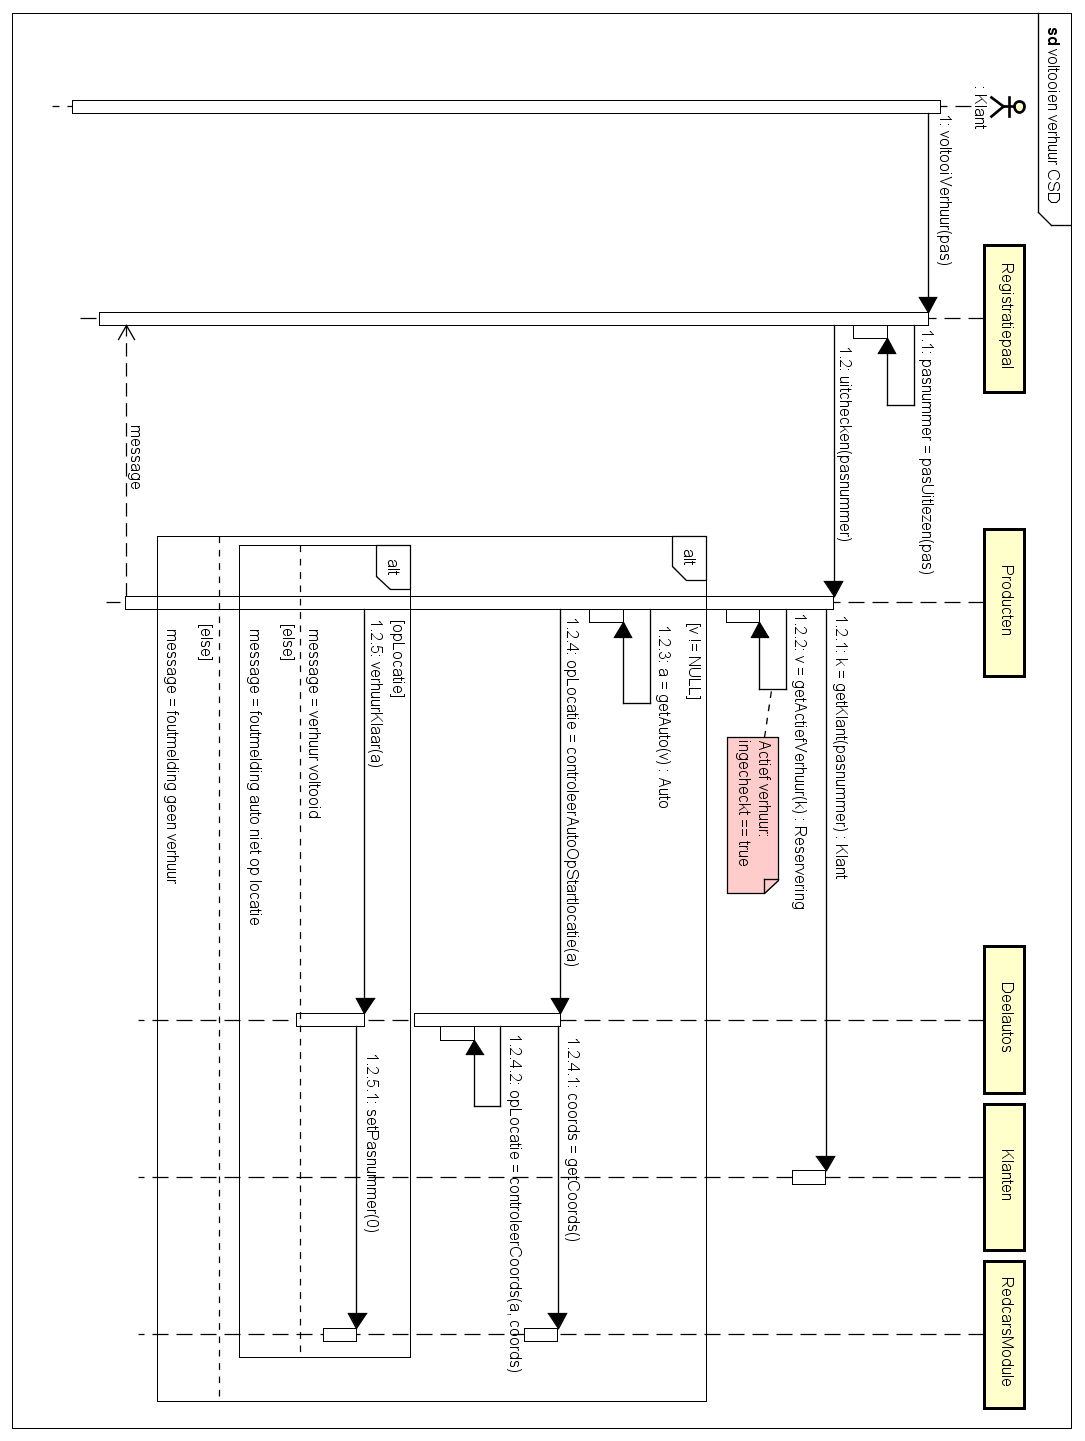 sd voltooien verhuur CSD
: Klant
Registratiepaal
Producten
Deelautos
Klanten
RedcarsModule
1: voltooiVerhuur(pas)
1.1: pasnummer = pasUitlezen(pas)
1.2: uitchecken(pasnummer)
1.2.1: k = getKlant(pasnummer) : Klant
1.2.2: v = getActiefVerhuur(k) : Reservering
Actief verhuur:
ingecheckt == true
alt
[v != NULL]
1.2.3: a = getAuto(v) : Auto
1.2.4: opLocatie = controleerAutoOpStartlocatie(a)
1.2.4.1: coords = getCoords()
1.2.4.2: opLocatie = controleerCoords(a, coords)
alt
[opLocatie]
1.2.5: verhuurKlaar(a)
1.2.5.1: setPasnummer(0)
message = verhuur voltooid
[else]
message = foutmelding auto niet op locatie
[else]
message = foutmelding geen verhuur
message